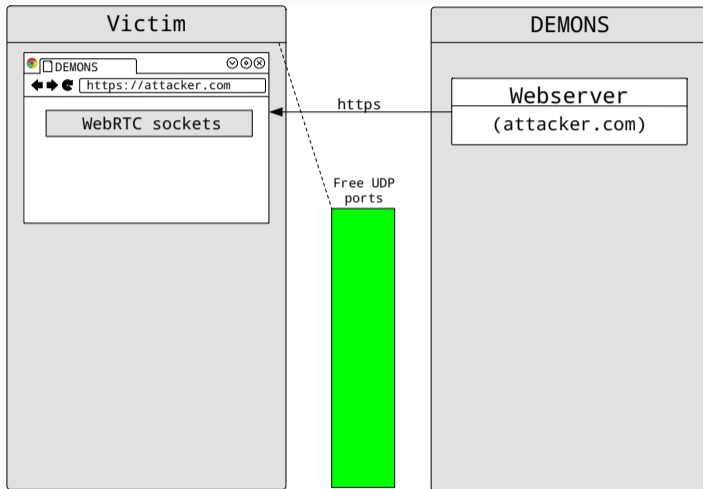 Victim
DEMONS
https://attacker.com
WebRTC sockets
https
Free UDP
ports
DEMONS
Webserver
(attacker.com)